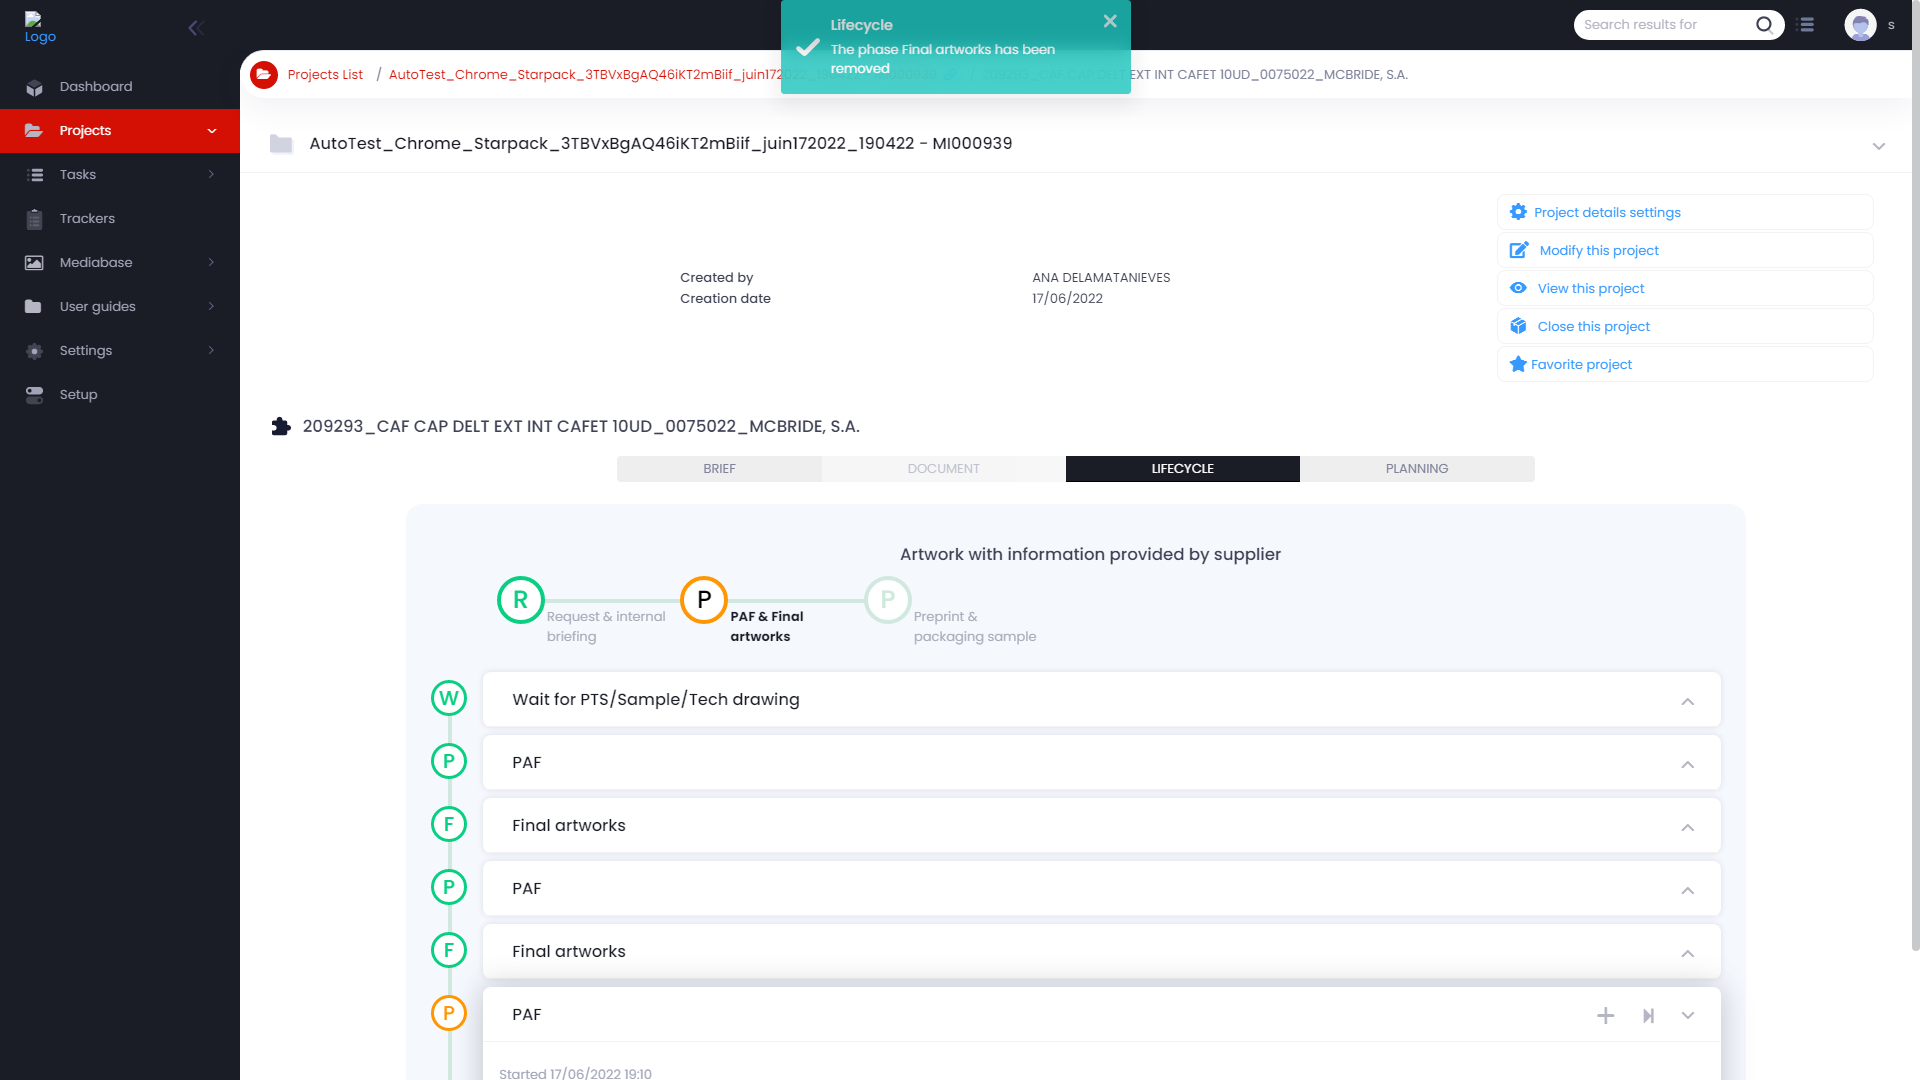 Logo
Dashboard
Projects
Tasks
Trackers
Mediabase
User guides
Settings
Setup
Lifecycle
The phase Final artworks has been
removed
Search results for
s
Projects List / AutoTest_Chrome_Starpack_3TBVxBgAQ46iKT2mBiif_juin172022_190422 - MI000939 209293_CAF CAP DELT EXT INT CAFET 10UD_0075022_MCBRIDE, S.A.
AutoTest_Chrome_Starpack_3TBVxBgAQ46iKT2mBiif_juin172022_190422 - MI000939
Created by ANA DELAMATANIEVES
Creation date 17/06/2022
Project details settings
Modify this project
View this project
Close this project
Favorite project
209293_CAF CAP DELT EXT INT CAFET 10UD_0075022_MCBRIDE, S.A.
BRIEF DOCUMENT LIFECYCLE PLANNING
Artwork with information provided by supplier
R P P
Request & internal
briefing
PAF & Final
artworks
Preprint &
packaging sample
W Wait for PTS/Sample/Tech drawing
P PAF
F Final artworks
P PAF
F Final artworks
P PAF
Started 17/06/2022 19:10